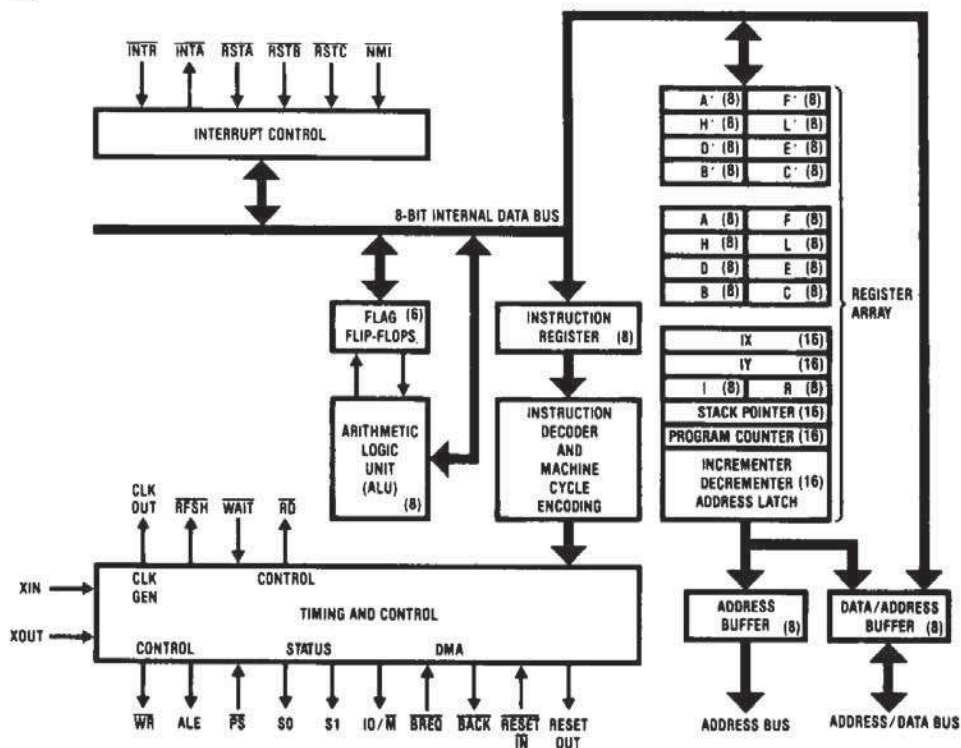 INTR INTA RSTA RSTB RSTC NMI
INTERRUPT CONTROL
8-BIT INTERNAL DATA BUS
A' (8) F' (8)
H' (8) L' (8)
D' (8) E' (8)
B' (8) C' (8)
A (8) F (8)
H (8) L (8)
D (8) E (8)
B (8) C (8)
REGISTER
ARRAY
IX (16)
IY (16)
I (8) R (8)
STACK POINTER (16)
PROGRAM COUNTER (16)
INCREMENTER
DECREMENTER (16)
ADDRESS LATCH
FLAG (6)
FLIP-FLOPS
INSTRUCTION
REGISTER (8)
ARITHMETIC
LOGIC
UNIT
(ALU) (8)
INSTRUCTION
DECODER
AND
MACHINE
CYCLE
ENCODING
CLK
OUT RFSH WAIT RD
XIN
XOUT
CLK
GEN
CONTROL
TIMING AND CONTROL
CONTROL STATUS DMA
WR ALE PS S0 S1 IO/M BREQ BACK RESET IN RESET OUT
ADDRESS
BUFFER (8)
DATA/ADDRESS
BUFFER (8)
ADDRESS BUS
ADDRESS/DATA BUS